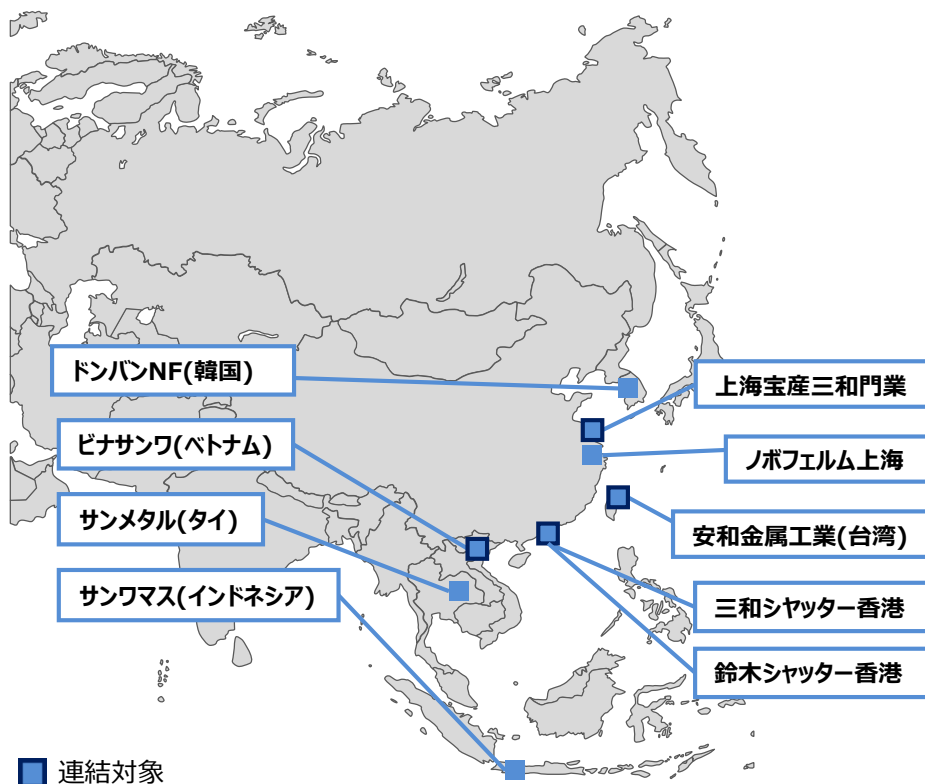 ドンバンNF(韓国)
ビナサンワ(ベトナム)
サンメタル(タイ)
サンワマス(インドネシア)
上海宝産三和門業
ノボフェルム上海
安和金属工業(台湾)
三和シヤッター香港
鈴木シャッター香港
連結対象